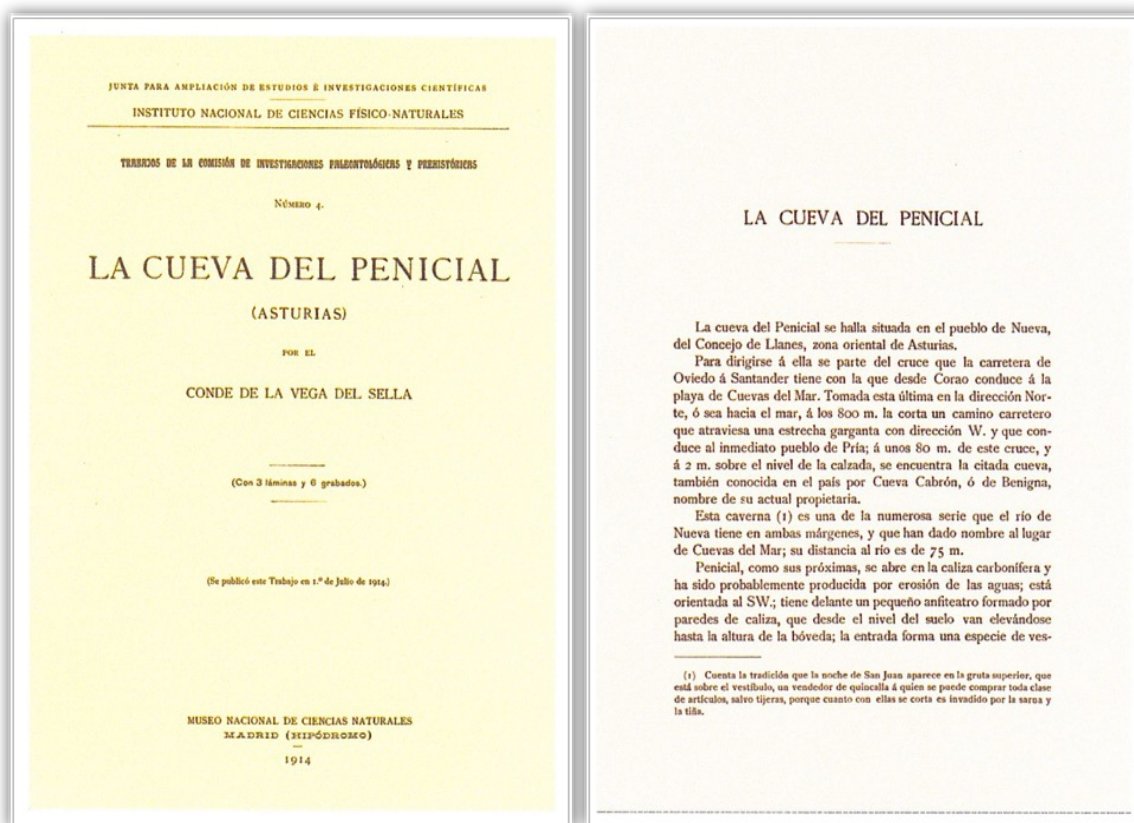 JUNTA PARA AMPLIACIÓN DE ESTUDIOS É INVESTIGACIONES CIENTÍFICAS
INSTITUTO NACIONAL DE CIENCIAS FÍSICO-NATURALES
TRABAJOS DE LA COMISIÓN DE INVESTIGACIONES PALEONTOLÓGICAS Y PREHISTÓRICAS
NÚMERO 4.
LA CUEVA DEL PENICIAL
(ASTURIAS)
POR EL
CONDE DE LA VEGA DEL SELLA
(Con 3 láminas y 6 grabados.)
(Se publicó este Trabajo en 1.º de Julio de 1914.)
MUSEO NACIONAL DE CIENCIAS NATURALES
MADRID (HIPÓDROMO)
1914
LA CUEVA DEL PENICIAL
La cueva del Penicial se halla situada en el pueblo de Nueva,
del Concejo de Llanes, zona oriental de Asturias.
Para dirigirse á ella se parte del cruce que la carretera de
Oviedo á Santander tiene con la que desde Corao conduce á la
playa de Cuevas del Mar. Tomada esta última en la dirección Nor-
te, ó sea hacia el mar, á los 800 m. la corta un camino carretero
que atraviesa una estrecha garganta con dirección W. y que con-
duce al inmediato pueblo de Pría; á unos 80 m. de este cruce, y
á 2 m. sobre el nivel de la calzada, se encuentra la citada cueva,
también conocida en el país por Cueva Cabrón, ó de Benigna,
nombre de su actual propietaria.
Esta caverna (1) es una de la numerosa serie que el río de
Nueva tiene en ambas márgenes, y que han dado nombre al lugar
de Cuevas del Mar; su distancia al río es de 75 m.
Penicial, como sus próximas, se abre en la caliza carbonífera y
ha sido probablemente producida por erosión de las aguas; está
orientada al SW.; tiene delante un pequeño anfiteatro formado por
paredes de caliza, que desde el nivel del suelo van elevándose
hasta la altura de la bóveda; la entrada forma una especie de ves-
(1) Cuenta la tradición que la noche de San Juan aparece en la gruta superior, que
está sobre el vestíbulo, un vendedor de quincalla á quien se puede comprar toda clase
de artículos, salvo tijeras, porque cuanto con ellas se corta es invadido por la sarna y
la tiña.